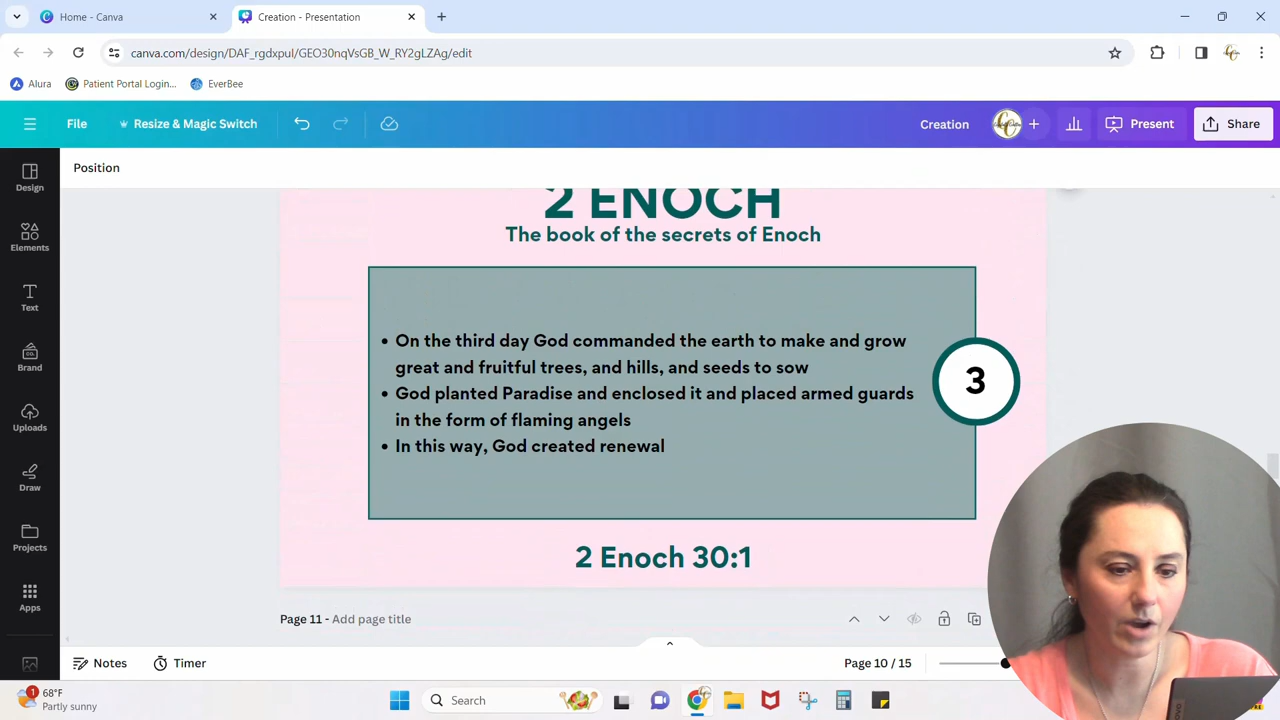 Home - Canva
Creation - Presentation
canva.com/design/DAF_rgdxpuI/GEO30nqVsGB_W_RY2gLZAg/edit
Alura
Patient Portal Login...
EverBee
File
Resize & Magic Switch
Creation
Present
Share
Design
Elements
Text
Brand
Uploads
Draw
Projects
Apps
Position
2 ENOCH
The book of the secrets of Enoch
• On the third day God commanded the earth to make and grow
great and fruitful trees, and hills, and seeds to sow
• God planted Paradise and enclosed it and placed armed guards
in the form of flaming angels
• In this way, God created renewal
3
2 Enoch 30:1
Page 11 - Add page title
Notes
Timer
Page 10 / 15
1
68°F
Partly sunny
Search